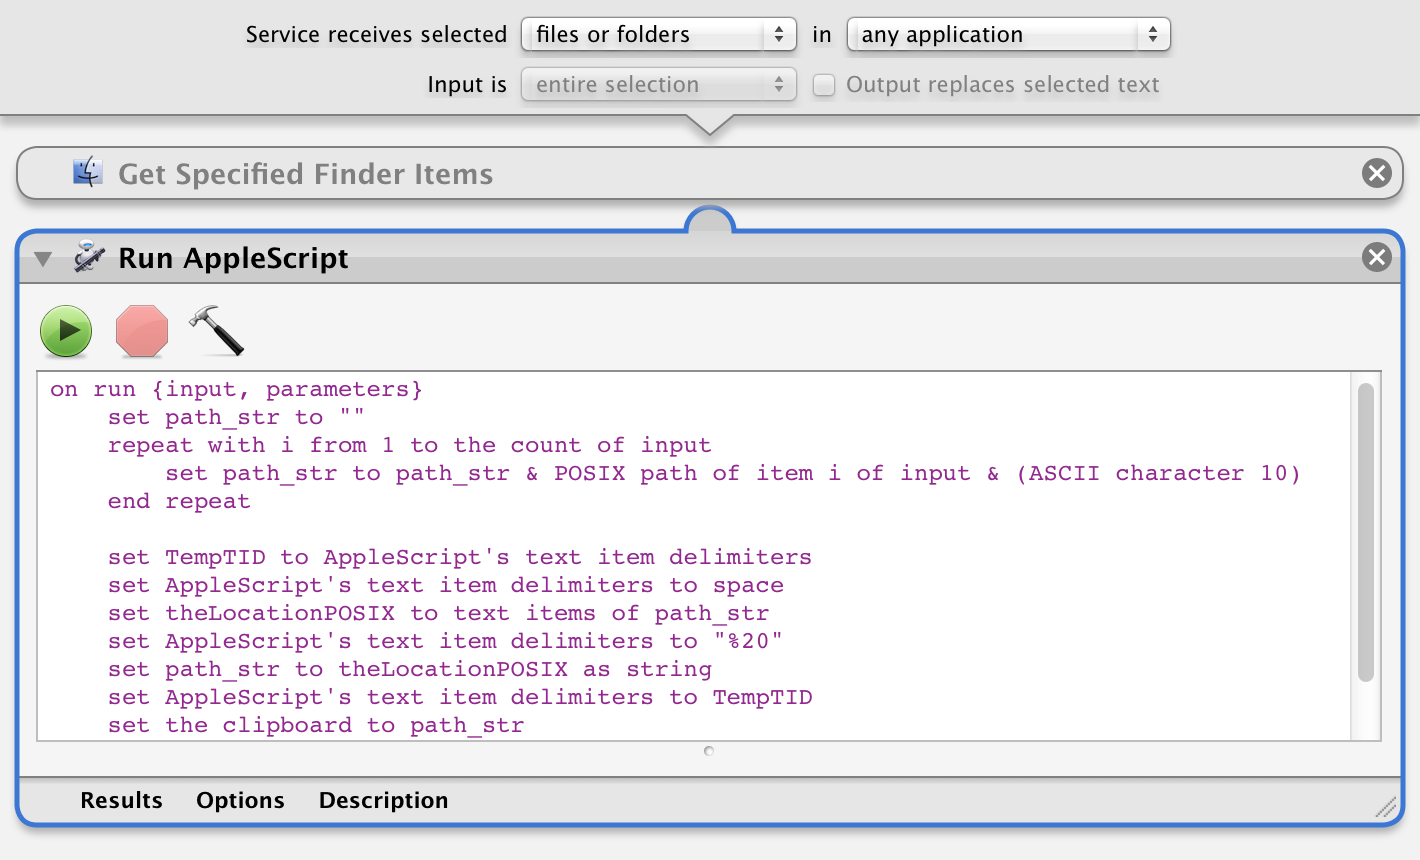 Service receives selected files or folders in any application
Input is entire selection Output replaces selected text
Get Specified Finder Items
Run AppleScript
on run {input, parameters}
    set path_str to ""
    repeat with i from 1 to the count of input
        set path_str to path_str & POSIX path of item i of input & (ASCII character 10)
    end repeat

    set TempTID to AppleScript's text item delimiters
    set AppleScript's text item delimiters to space
    set theLocationPOSIX to text items of path_str
    set AppleScript's text item delimiters to "%20"
    set path_str to theLocationPOSIX as string
    set AppleScript's text item delimiters to TempTID
    set the clipboard to path_str
Results Options Description